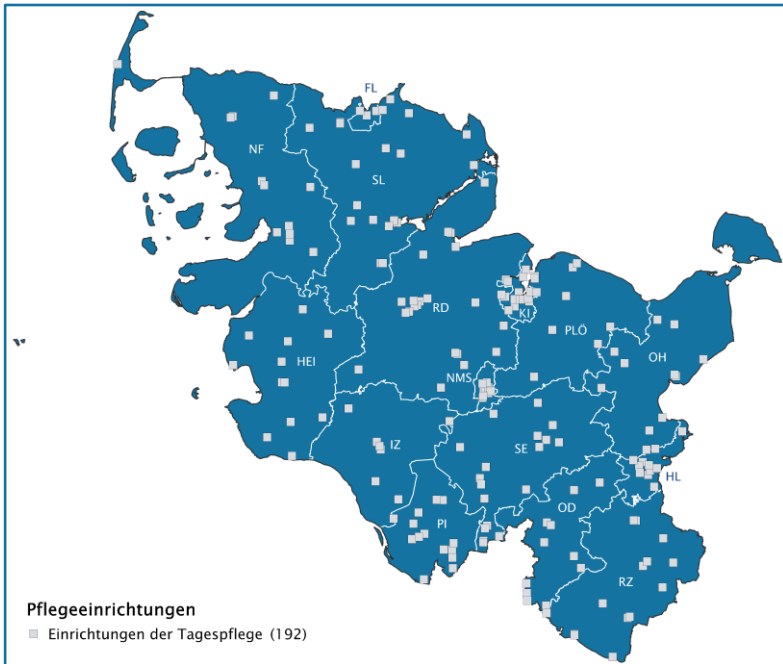 FL
NF
SL
KI
RD
PLÖ
OH
HEI
NMS
IZ
SE
HL
OD
PI
RZ
Pflegeeinrichtungen
Einrichtungen der Tagespflege (192)